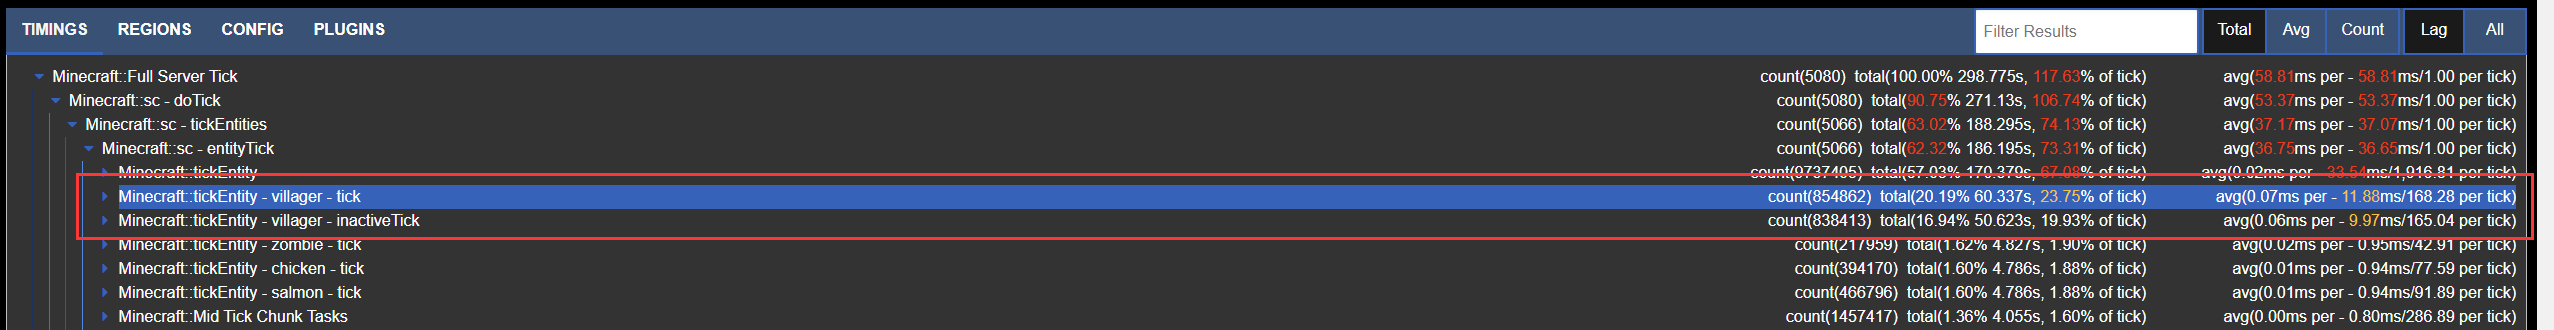 TIMINGS REGIONS CONFIG PLUGINS Filter Results Total Avg Count Lag All
Minecraft::Full Server Tick count(5080) total(100.00% 298.775s, 117.63% of tick) avg(58.81ms per - 58.81ms/1.00 per tick)
Minecraft::sc - doTick count(5080) total(90.75% 271.13s, 106.74% of tick) avg(53.37ms per - 53.37ms/1.00 per tick)
Minecraft::sc - tickEntities count(5066) total(63.02% 188.295s, 74.13% of tick) avg(37.17ms per - 37.07ms/1.00 per tick)
Minecraft::sc - entityTick count(5066) total(62.32% 186.195s, 73.31% of tick) avg(36.75ms per - 36.65ms/1.00 per tick)
Minecraft::tickEntity count(9737405) total(57.03% 170.379s, 67.08% of tick) avg(0.02ms per - 33.54ms/1,916.81 per tick)
Minecraft::tickEntity - villager - tick count(854862) total(20.19% 60.337s, 23.75% of tick) avg(0.07ms per - 11.88ms/168.28 per tick)
Minecraft::tickEntity - villager - inactiveTick count(838413) total(16.94% 50.623s, 19.93% of tick) avg(0.06ms per - 9.97ms/165.04 per tick)
Minecraft::tickEntity - zombie - tick count(217959) total(1.62% 4.827s, 1.90% of tick) avg(0.02ms per - 0.95ms/42.91 per tick)
Minecraft::tickEntity - chicken - tick count(394170) total(1.60% 4.786s, 1.88% of tick) avg(0.01ms per - 0.94ms/77.59 per tick)
Minecraft::tickEntity - salmon - tick count(466796) total(1.60% 4.786s, 1.88% of tick) avg(0.01ms per - 0.94ms/91.89 per tick)
Minecraft::Mid Tick Chunk Tasks count(1457417) total(1.36% 4.055s, 1.60% of tick) avg(0.00ms per - 0.80ms/286.89 per tick)